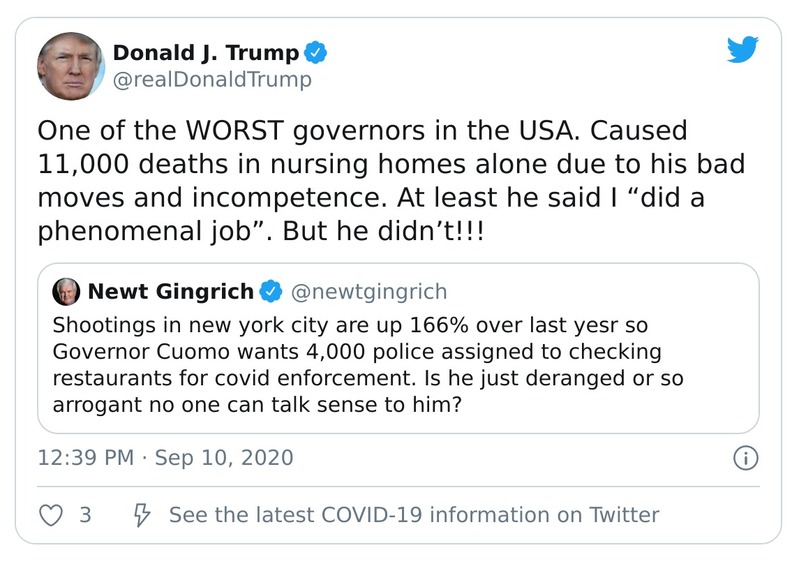 Donald J. Trump
@realDonaldTrump
One of the WORST governors in the USA. Caused
11,000 deaths in nursing homes alone due to his bad
moves and incompetence. At least he said I “did a
phenomenal job”. But he didn’t!!!
Newt Gingrich @newtgingrich
Shootings in new york city are up 166% over last yesr so
Governor Cuomo wants 4,000 police assigned to checking
restaurants for covid enforcement. Is he just deranged or so
arrogant no one can talk sense to him?
12:39 PM · Sep 10, 2020
3 See the latest COVID-19 information on Twitter